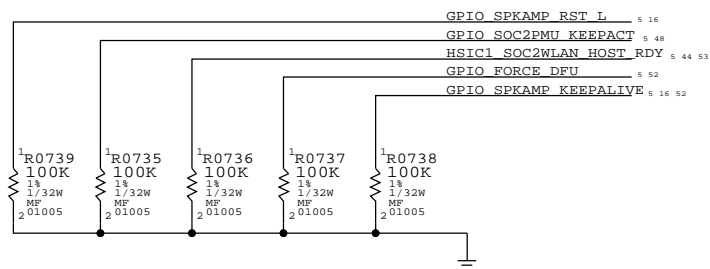 GPIO_SPKAMP_RST_L 5 16
GPIO_SOC2PMU_KEEPACT 5 48
HSIC1_SOC2WLAN_HOST_RDY 5 44 53
GPIO_FORCE_DFU 5 52
GPIO_SPKAMP_KEEPALIVE 5 16 52
1 R0739 100K 1% 1/32W MF 2 01005
1 R0735 100K 1% 1/32W MF 2 01005
1 R0736 100K 1% 1/32W MF 2 01005
1 R0737 100K 1% 1/32W MF 2 01005
1 R0738 100K 1% 1/32W MF 2 01005